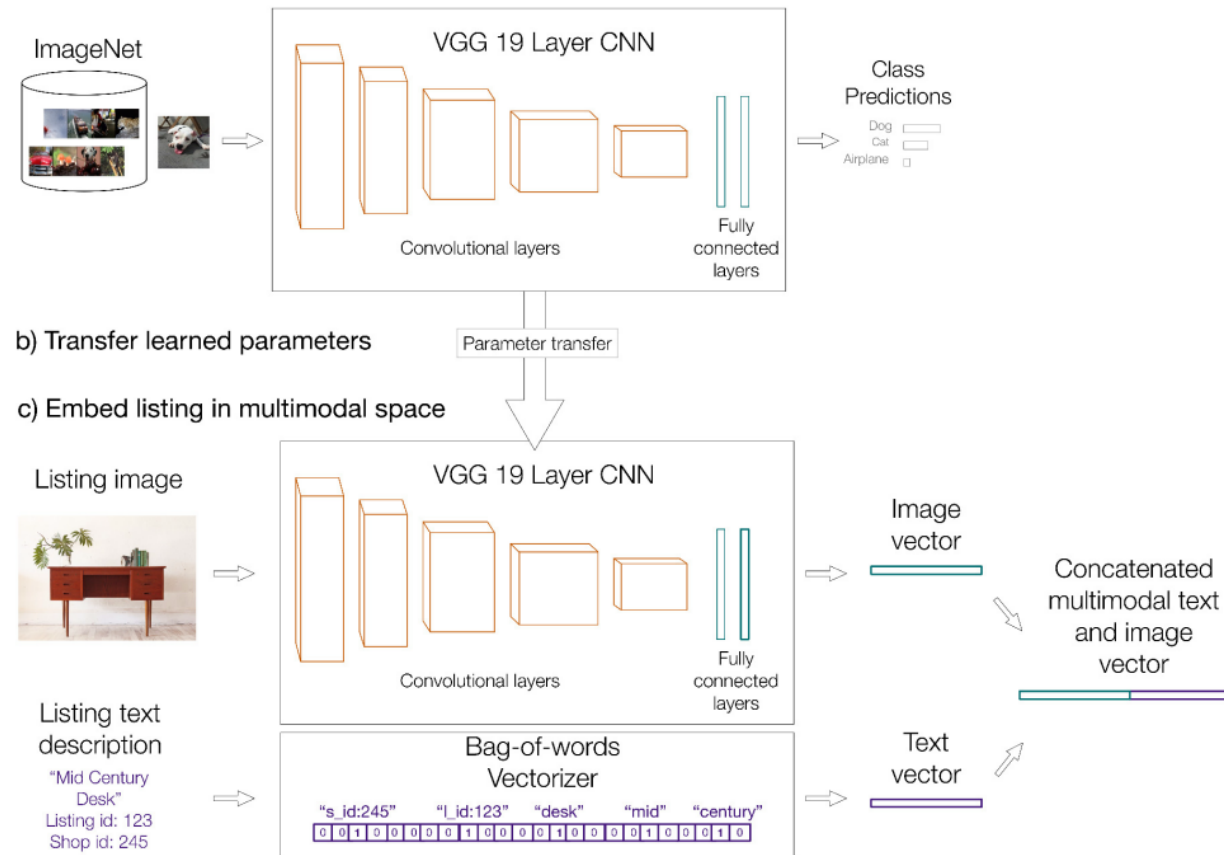 ImageNet
VGG 19 Layer CNN
Convolutional layers
Fully
connected
layers
Class
Predictions
Dog
Cat
Airplane
b) Transfer learned parameters
Parameter transfer
c) Embed listing in multimodal space
Listing image
VGG 19 Layer CNN
Convolutional layers
Fully
connected
layers
Image
vector
Concatenated
multimodal text
and image
vector
Listing text
description
“Mid Century
Desk”
Listing id: 123
Shop id: 245
Bag-of-words
Vectorizer
“s_id:245” “l_id:123” “desk” “mid” “century”
0 0 1 0 0 0 0 0 1 0 0 0 0 1 0 0 0 0 1 0 0 0 1 0
Text
vector